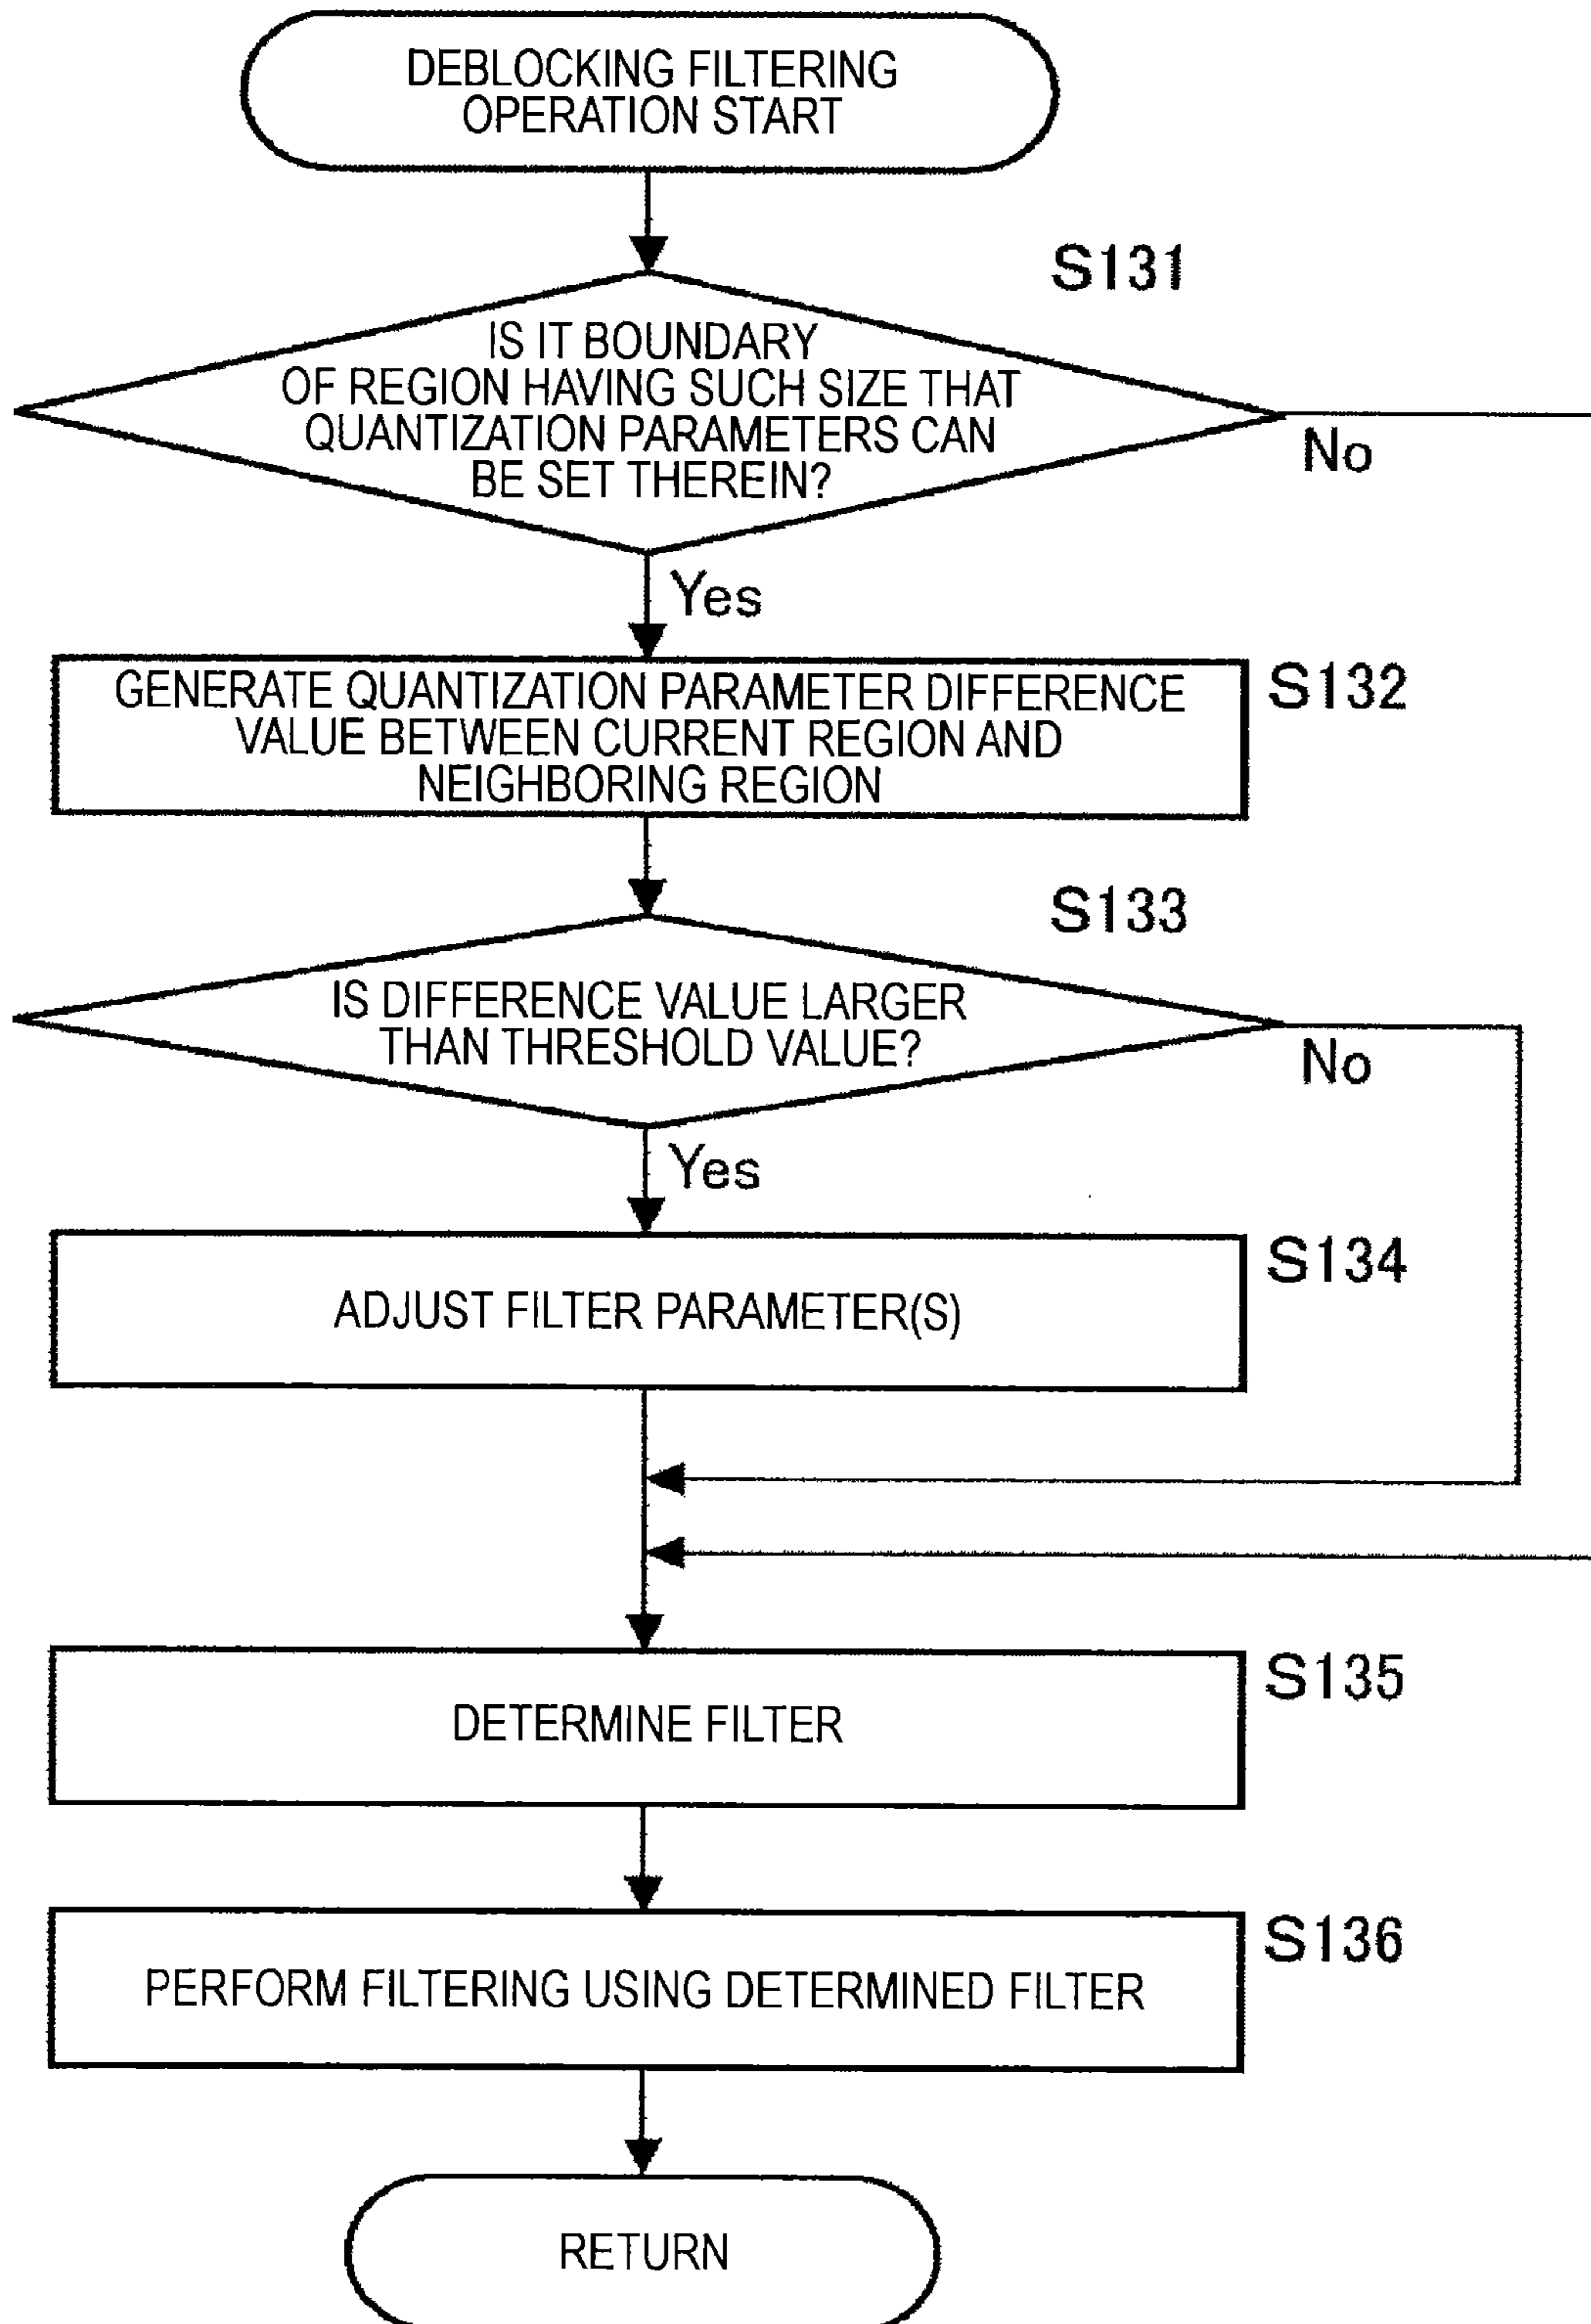 DEBLOCKING FILTERING
OPERATION START
S131
IS IT BOUNDARY
OF REGION HAVING SUCH SIZE THAT
QUANTIZATION PARAMETERS CAN
BE SET THEREIN?
No
Yes
S132
GENERATE QUANTIZATION PARAMETER DIFFERENCE
VALUE BETWEEN CURRENT REGION AND
NEIGHBORING REGION
S133
IS DIFFERENCE VALUE LARGER
THAN THRESHOLD VALUE?
No
Yes
S134
ADJUST FILTER PARAMETER(S)
S135
DETERMINE FILTER
S136
PERFORM FILTERING USING DETERMINED FILTER
RETURN